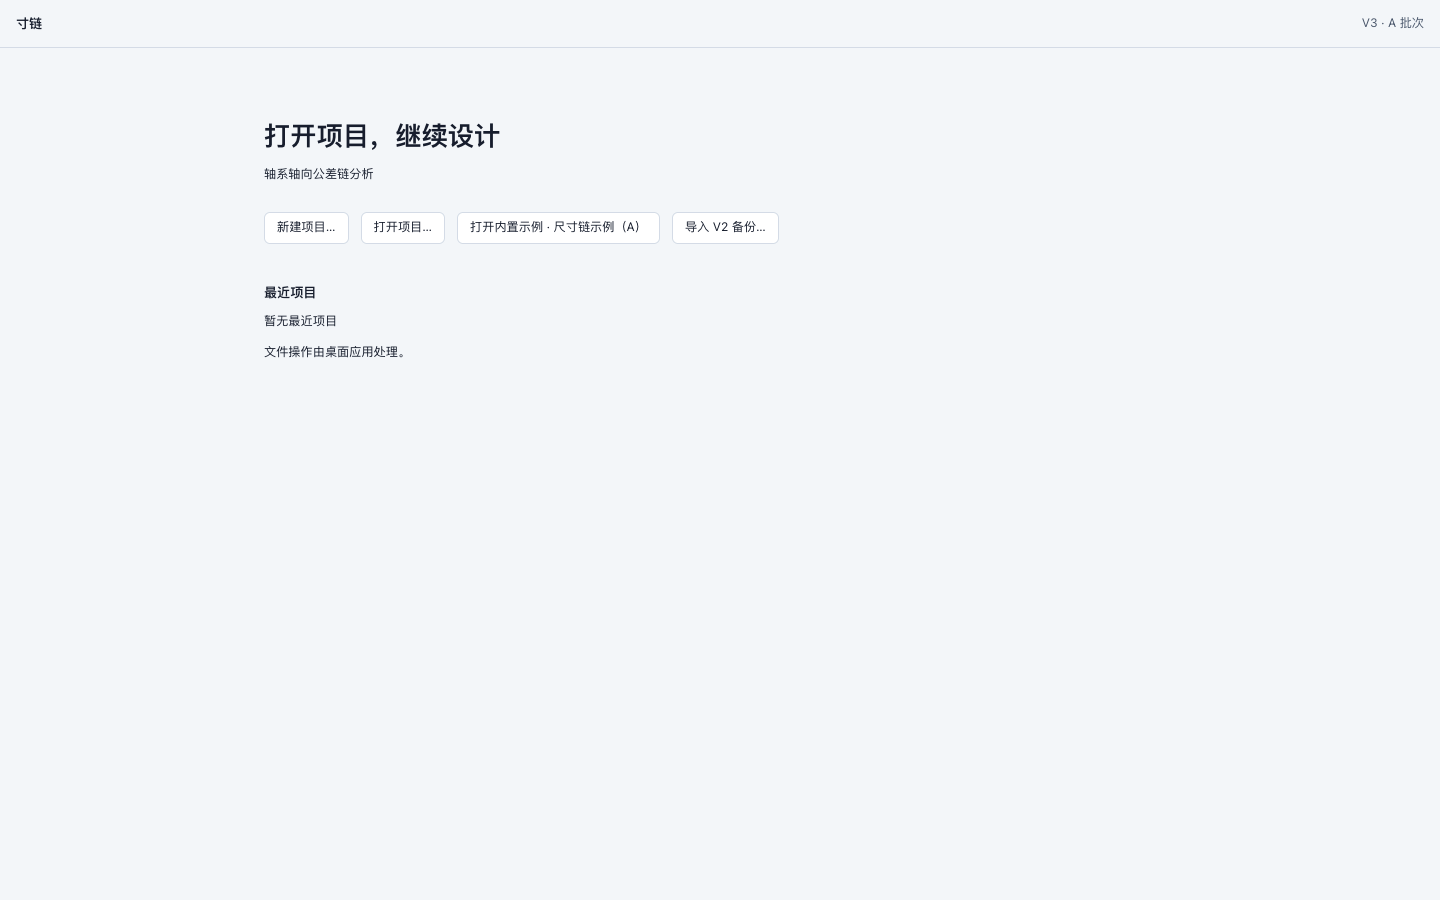 寸链
V3 · A 批次
打开项目，继续设计
轴系轴向公差链分析
新建项目...
打开项目...
打开内置示例 · 尺寸链示例（A）
导入 V2 备份...
最近项目
暂无最近项目
文件操作由桌面应用处理。